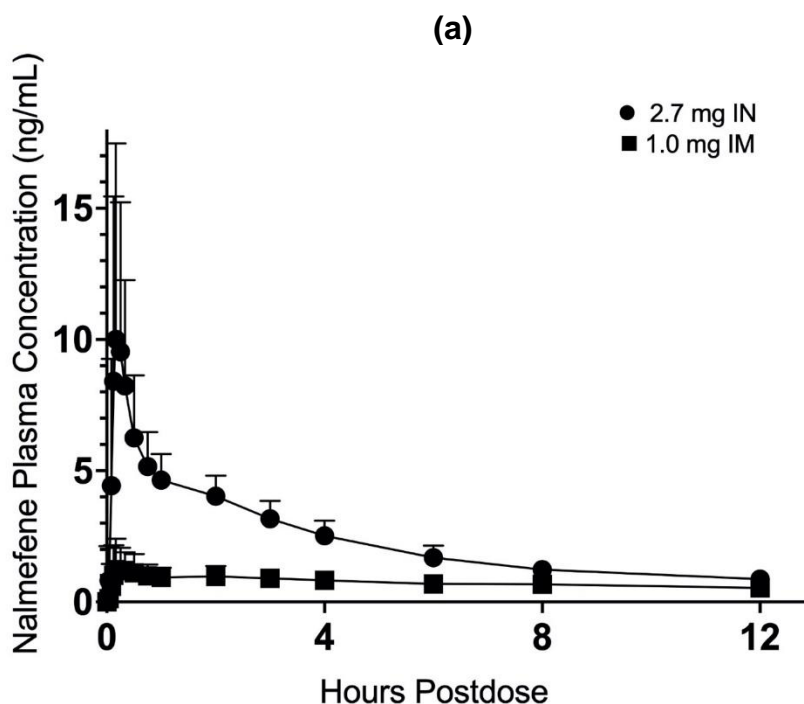 (a)
Nalmefene Plasma Concentration (ng/mL)
2.7 mg IN
1.0 mg IM
15
10
5
0
0
4
8
12
Hours Postdose